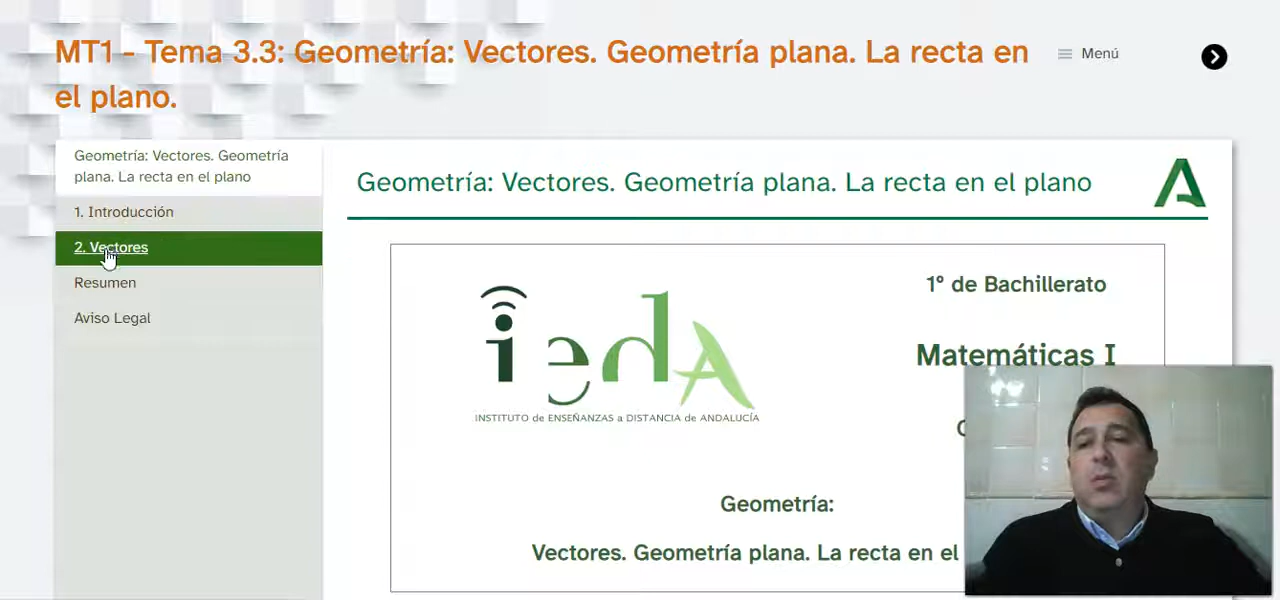 MT1 - Tema 3.3: Geometría: Vectores. Geometría plana. La recta en
el plano.
Menú
Geometría: Vectores. Geometría
plana. La recta en el plano
1. Introducción
2. Vectores
Resumen
Aviso Legal
Geometría: Vectores. Geometría plana. La recta en el plano
ieda
INSTITUTO de ENSEÑANZAS a DISTANCIA de ANDALUCÍA
1º de Bachillerato
Matemáticas I
Geometría:
Vectores. Geometría plana. La recta en el